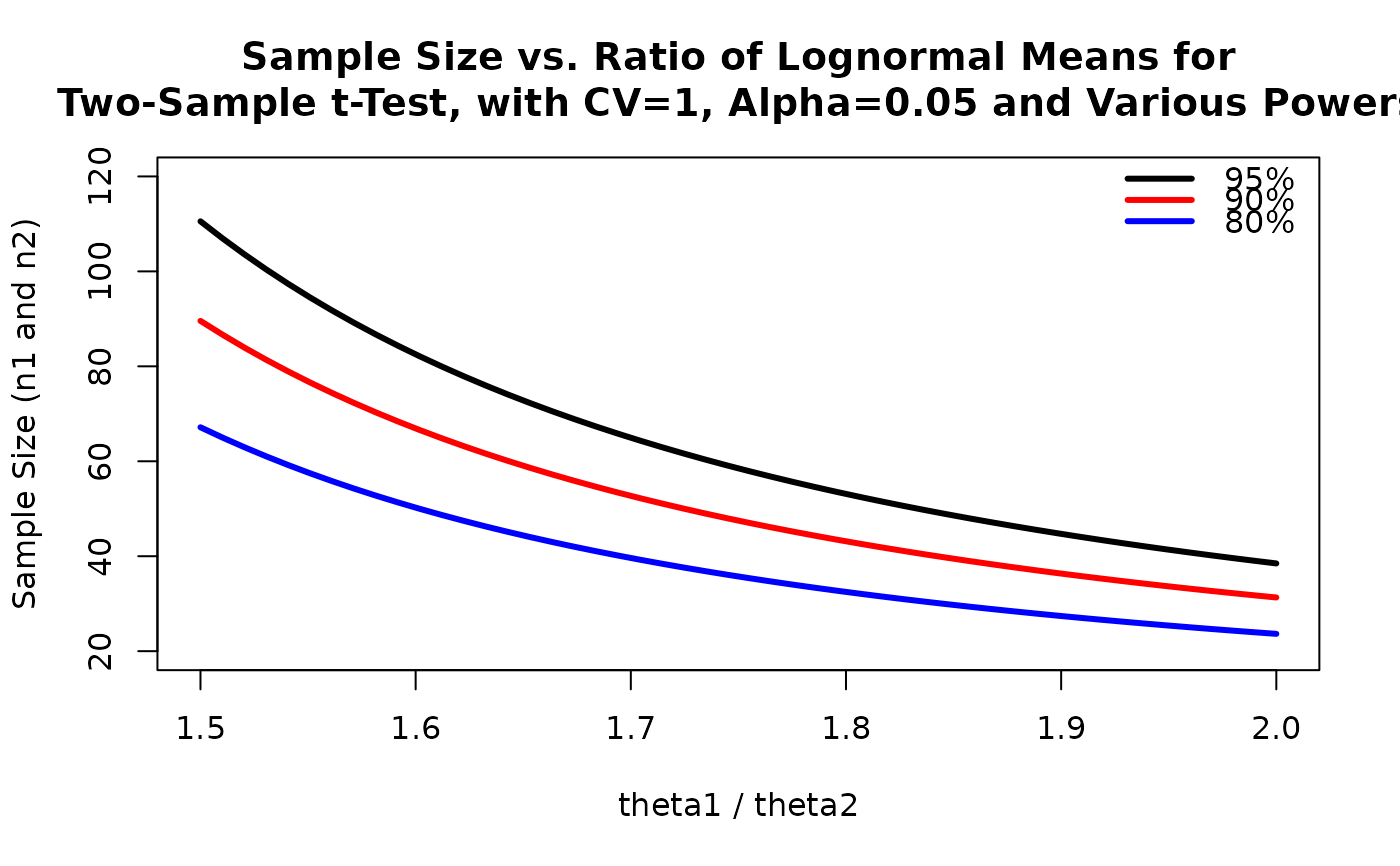 Sample Size vs. Ratio of Lognormal Means for
Two-Sample t-Test, with CV=1, Alpha=0.05 and Various Powers
120
100
80
60
40
20
Sample Size (n1 and n2)
95%
90%
80%
1.5 1.6 1.7 1.8 1.9 2.0
theta1 / theta2